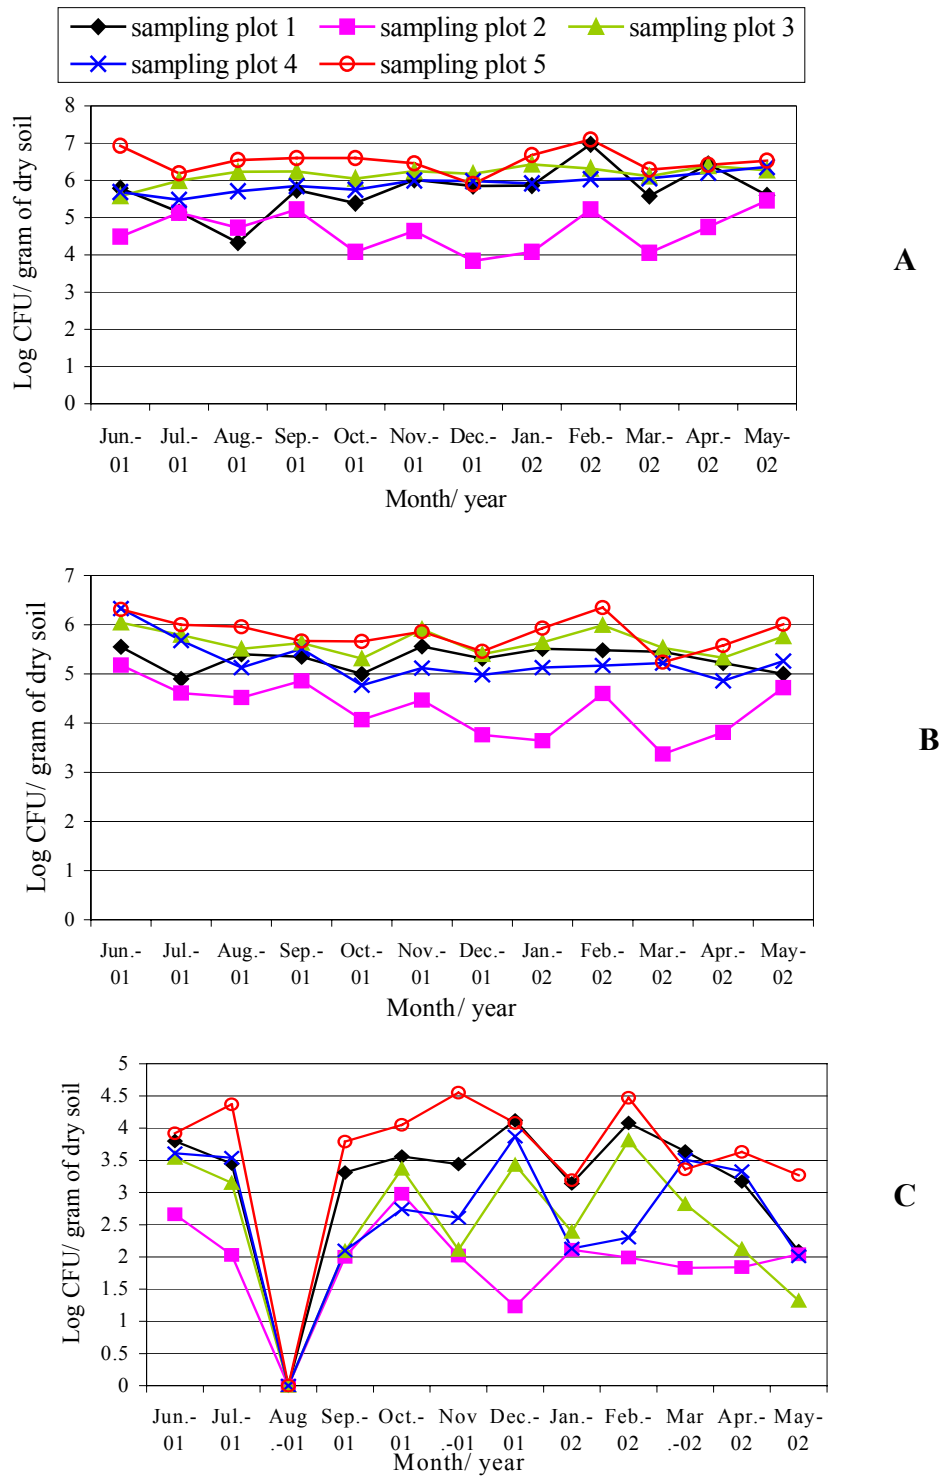 sampling plot 1 sampling plot 2 sampling plot 3
sampling plot 4 sampling plot 5
Log CFU/ gram of dry soil
8
7
6
5
4
3
2
1
0
Jun.- Jul.- Aug.- Sep.- Oct.- Nov.- Dec.- Jan.- Feb.- Mar.- Apr.- May-
01 01 01 01 01 01 01 02 02 02 02 02
Month/ year
A
Log CFU/ gram of dry soil
7
6
5
4
3
2
1
0
Jun.- Jul.- Aug.- Sep.- Oct.- Nov.- Dec.- Jan.- Feb.- Mar.- Apr.- May-
01 01 01 01 01 01 01 02 02 02 02 02
Month/ year
B
Log CFU/ gram of dry soil
5
4.5
4
3.5
3
2.5
2
1.5
1
0.5
0
Jun.- Jul.- Aug Sep.- Oct.- Nov Dec.- Jan.- Feb.- Mar Apr.- May-
01 01 .-01 01 01 .-01 01 02 02 .-02 02 02
Month/ year
C